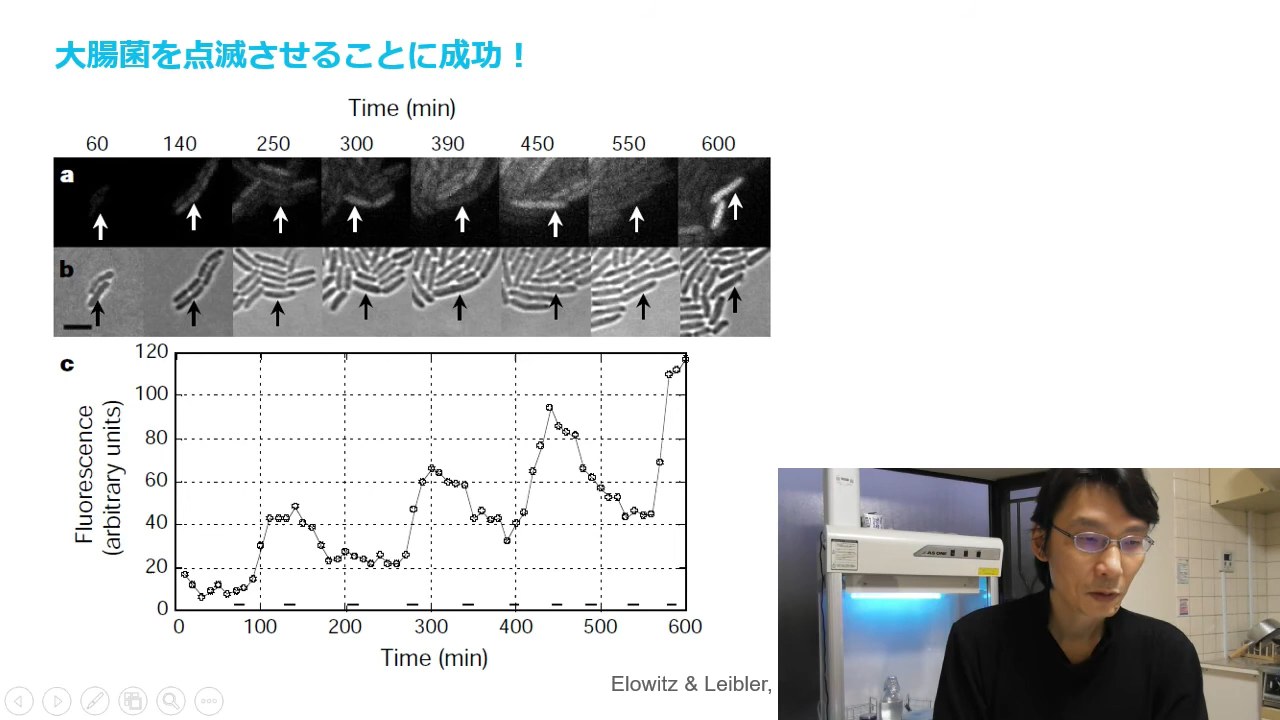 大腸菌を点滅させることに成功！
Time (min)
60 140 250 300 390 450 550 600
a
b
c
Fluorescence
(arbitrary units)
120
100
80
60
40
20
0
0 100 200 300 400 500 600
Time (min)
Elowitz & Leibler,